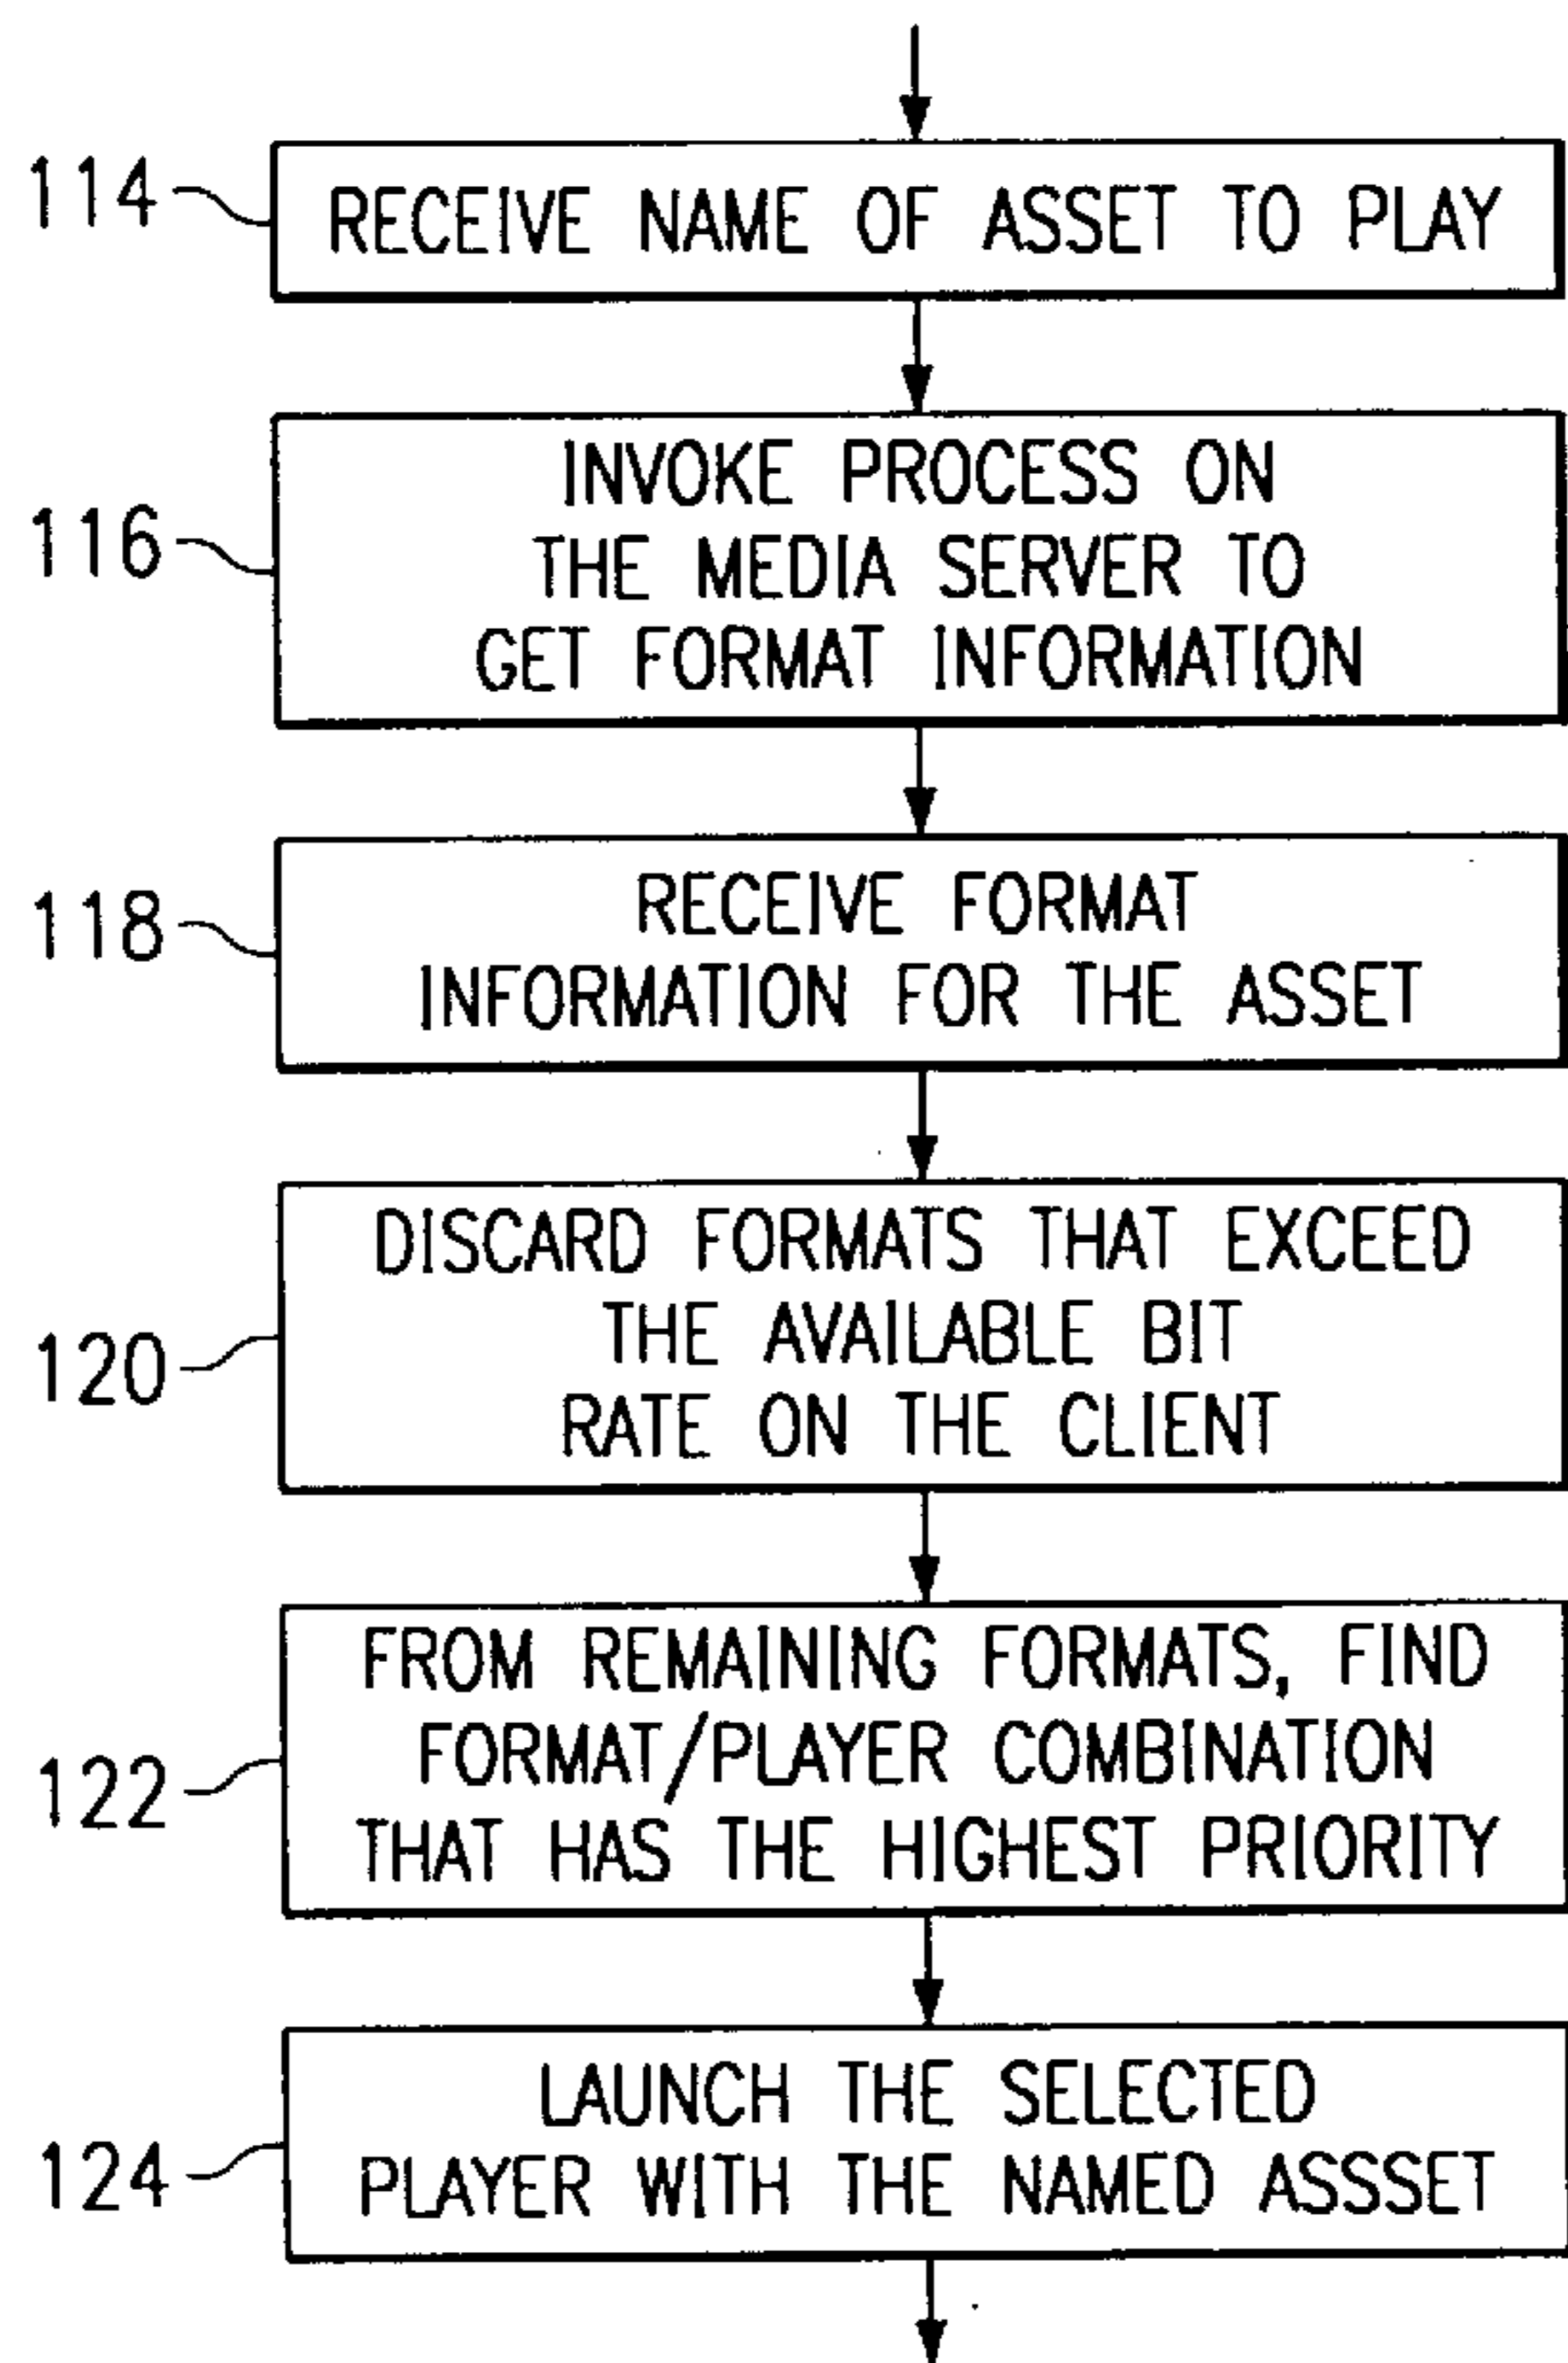 114
RECEIVE NAME OF ASSET TO PLAY
116
INVOKE PROCESS ON
THE MEDIA SERVER TO
GET FORMAT INFORMATION
118
RECEIVE FORMAT
INFORMATION FOR THE ASSET
120
DISCARD FORMATS THAT EXCEED
THE AVAILABLE BIT
RATE ON THE CLIENT
122
FROM REMAINING FORMATS, FIND
FORMAT/PLAYER COMBINATION
THAT HAS THE HIGHEST PRIORITY
124
LAUNCH THE SELECTED
PLAYER WITH THE NAMED ASSSET